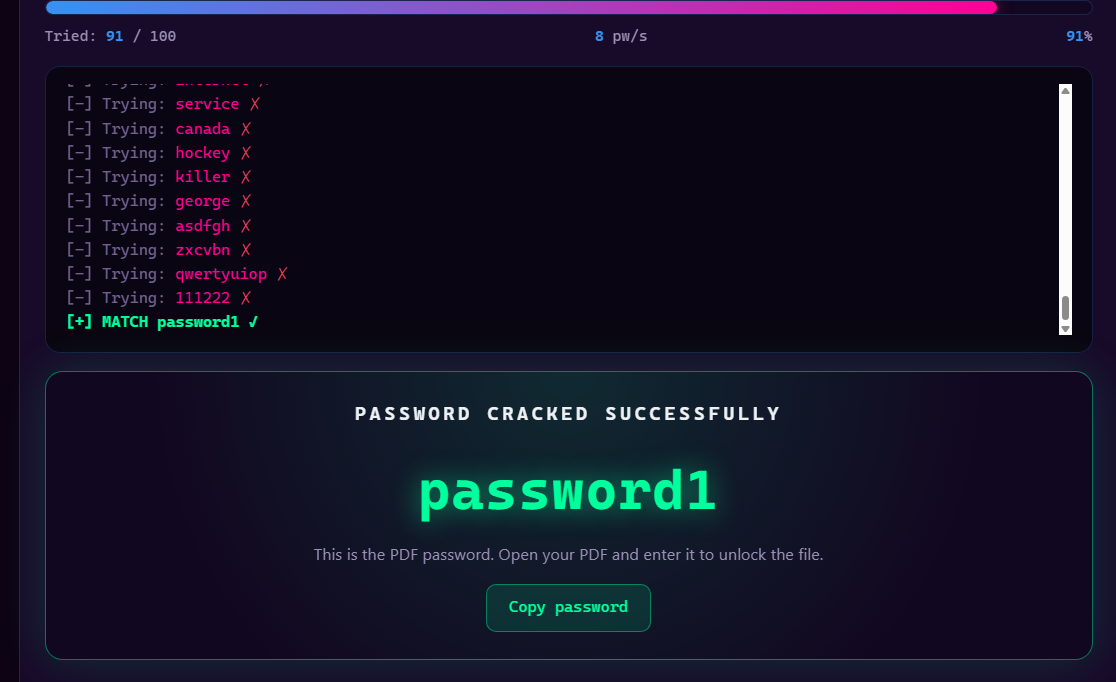 Tried: 91 / 100 8 pw/s 91%
[-] Trying: service ✗
[-] Trying: canada ✗
[-] Trying: hockey ✗
[-] Trying: killer ✗
[-] Trying: george ✗
[-] Trying: asdfgh ✗
[-] Trying: zxcvbn ✗
[-] Trying: qwertyuiop ✗
[-] Trying: 111222 ✗
[+] MATCH password1 ✓
PASSWORD CRACKED SUCCESSFULLY
password1
This is the PDF password. Open your PDF and enter it to unlock the file.
Copy password